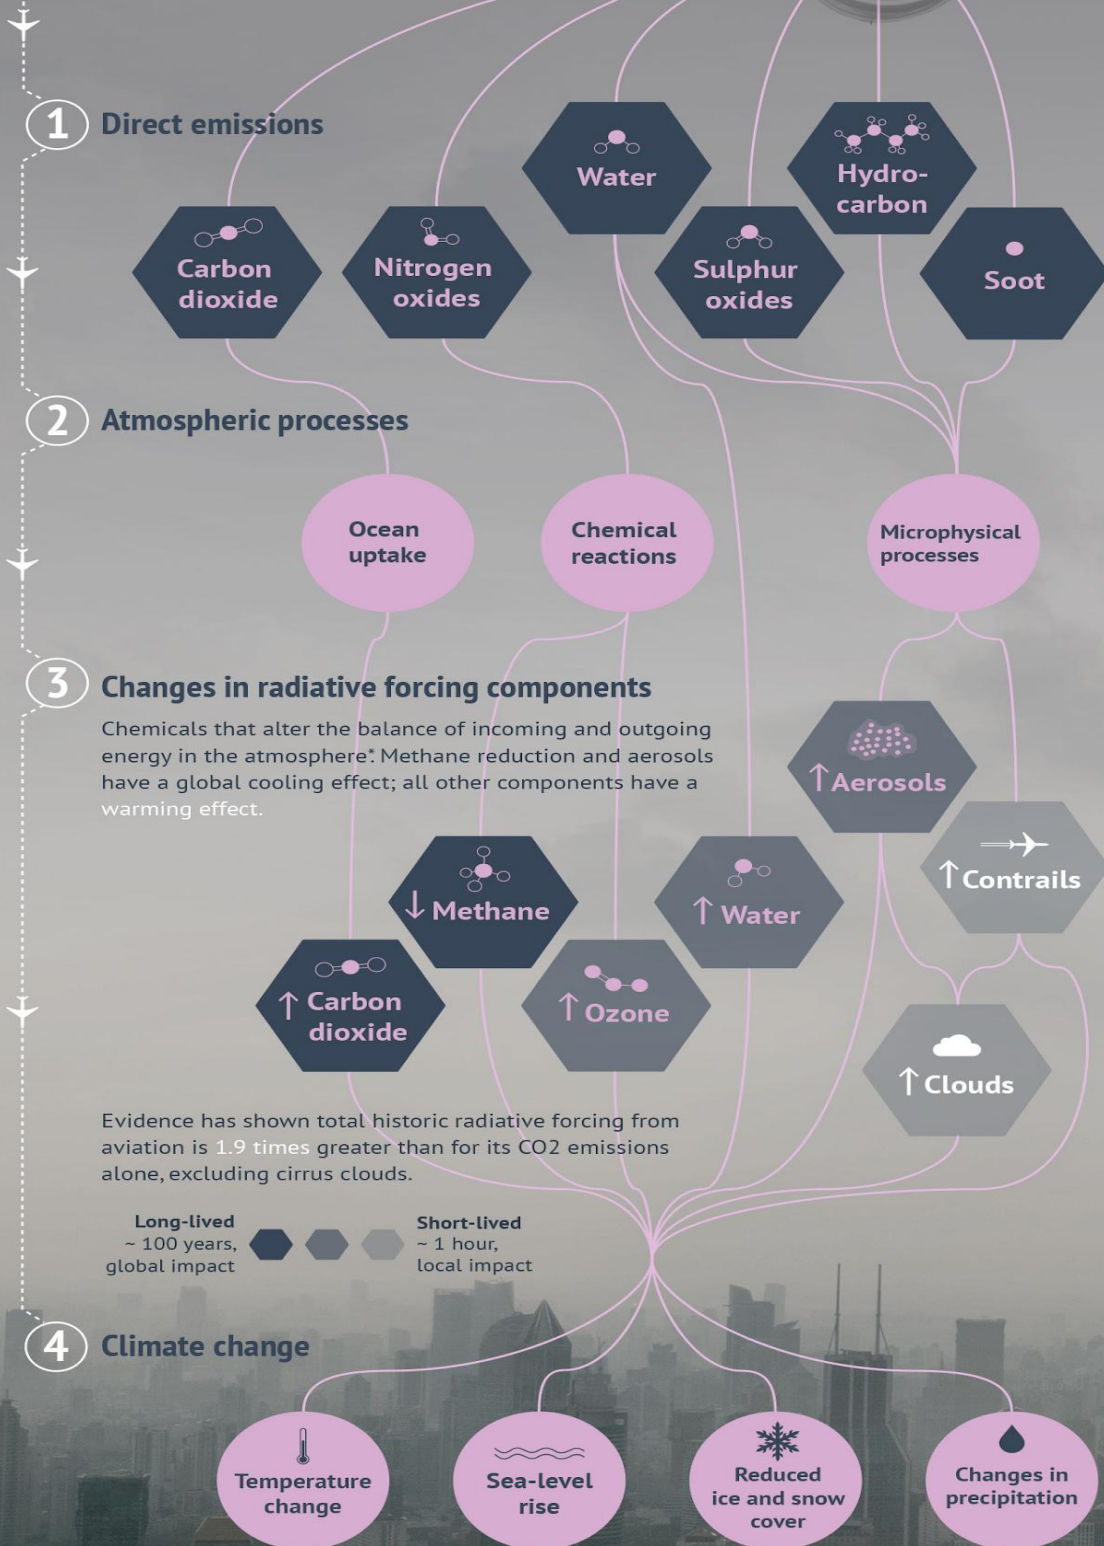 1 Direct emissions
Water
Hydro-
carbon
Carbon
dioxide
Nitrogen
oxides
Sulphur
oxides
Soot
2 Atmospheric processes
Ocean
uptake
Chemical
reactions
Microphysical
processes
3 Changes in radiative forcing components
Chemicals that alter the balance of incoming and outgoing
energy in the atmosphere*. Methane reduction and aerosols
have a global cooling effect; all other components have a
warming effect.
↑ Aerosols
↑ Contrails
↓ Methane
↑ Water
↑ Carbon
dioxide
↑ Ozone
↑ Clouds
Evidence has shown total historic radiative forcing from
aviation is 1.9 times greater than for its CO2 emissions
alone, excluding cirrus clouds.
Long-lived
~ 100 years,
global impact
Short-lived
~ 1 hour,
local impact
4 Climate change
Temperature
change
Sea-level
rise
Reduced
ice and snow
cover
Changes in
precipitation